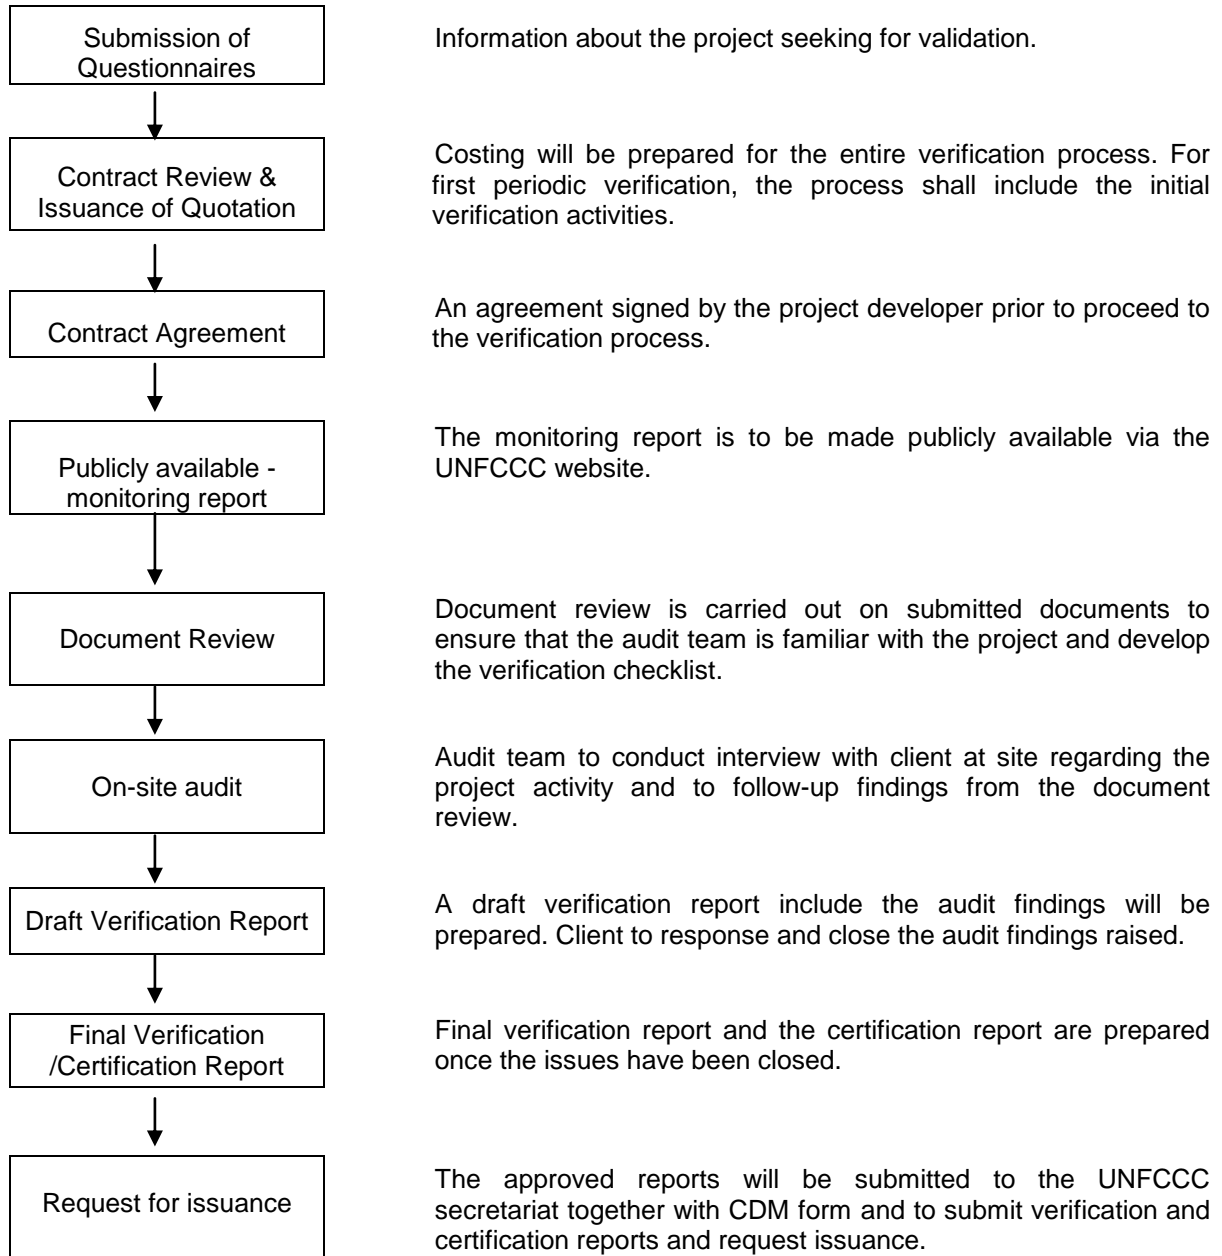 Submission of
Questionnaires
Information about the project seeking for validation.
Contract Review &
Issuance of Quotation
Costing will be prepared for the entire verification process. For
first periodic verification, the process shall include the initial
verification activities.
Contract Agreement
An agreement signed by the project developer prior to proceed to
the verification process.
Publicly available -
monitoring report
The monitoring report is to be made publicly available via the
UNFCCC website.
Document Review
Document review is carried out on submitted documents to
ensure that the audit team is familiar with the project and develop
the verification checklist.
On-site audit
Audit team to conduct interview with client at site regarding the
project activity and to follow-up findings from the document
review.
Draft Verification Report
A draft verification report include the audit findings will be
prepared. Client to response and close the audit findings raised.
Final Verification
/Certification Report
Final verification report and the certification report are prepared
once the issues have been closed.
Request for issuance
The approved reports will be submitted to the UNFCCC
secretariat together with CDM form and to submit verification and
certification reports and request issuance.